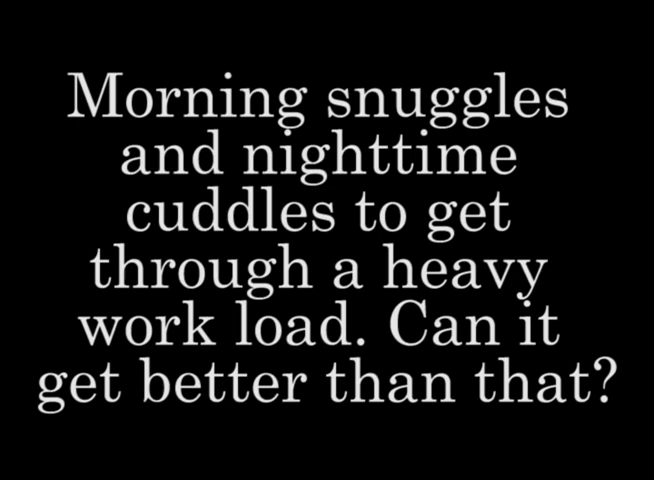 Morning snuggles
and nighttime
cuddles to get
through a heavy
work load. Can it
get better than that?